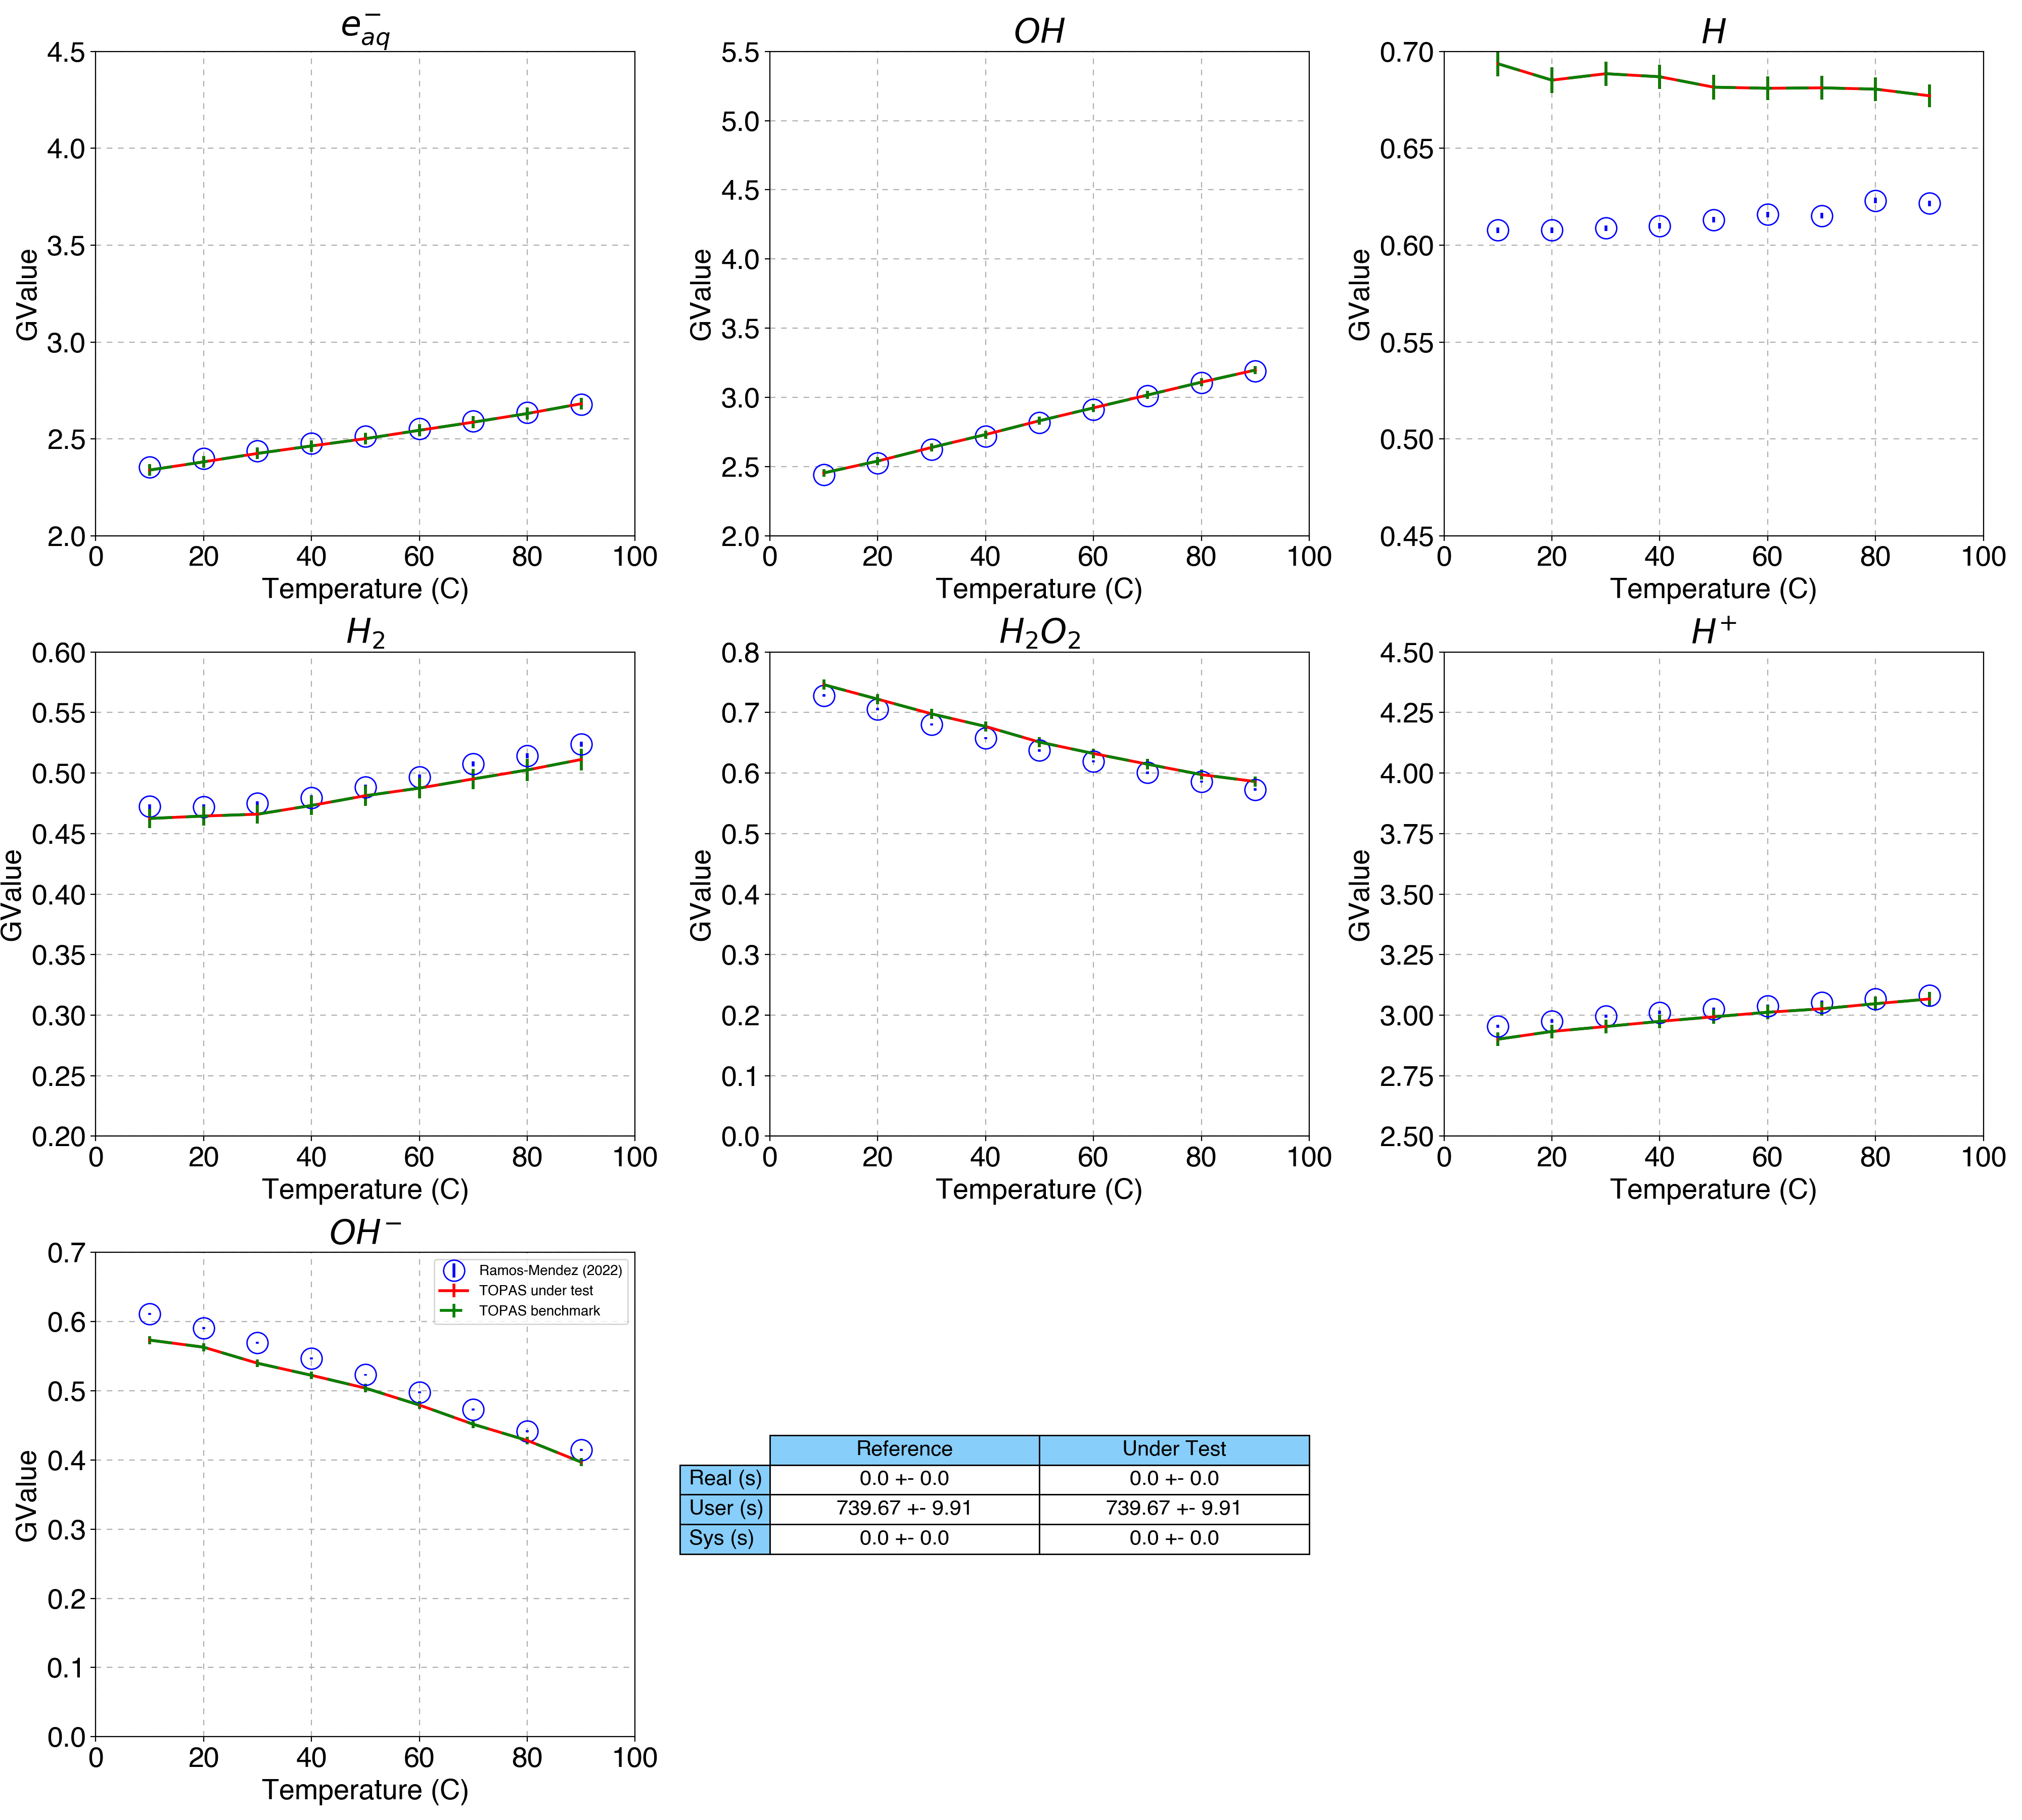 e⁻aq
4.5
4.0
3.5
3.0
2.5
2.0
GValue
0 20 40 60 80 100
Temperature (C)
OH
5.5
5.0
4.5
4.0
3.5
3.0
2.5
2.0
GValue
0 20 40 60 80 100
Temperature (C)
H
0.70
0.65
0.60
0.55
0.50
0.45
GValue
0 20 40 60 80 100
Temperature (C)
H₂
0.60
0.55
0.50
0.45
0.40
0.35
0.30
0.25
0.20
GValue
0 20 40 60 80 100
Temperature (C)
H₂O₂
0.8
0.7
0.6
0.5
0.4
0.3
0.2
0.1
0.0
GValue
0 20 40 60 80 100
Temperature (C)
H⁺
4.50
4.25
4.00
3.75
3.50
3.25
3.00
2.75
2.50
GValue
0 20 40 60 80 100
Temperature (C)
OH⁻
0.7
0.6
0.5
0.4
0.3
0.2
0.1
0.0
GValue
0 20 40 60 80 100
Temperature (C)
Ramos-Mendez (2022)
TOPAS under test
TOPAS benchmark
Reference Under Test
Real (s) 0.0 +- 0.0 0.0 +- 0.0
User (s) 739.67 +- 9.91 739.67 +- 9.91
Sys (s) 0.0 +- 0.0 0.0 +- 0.0